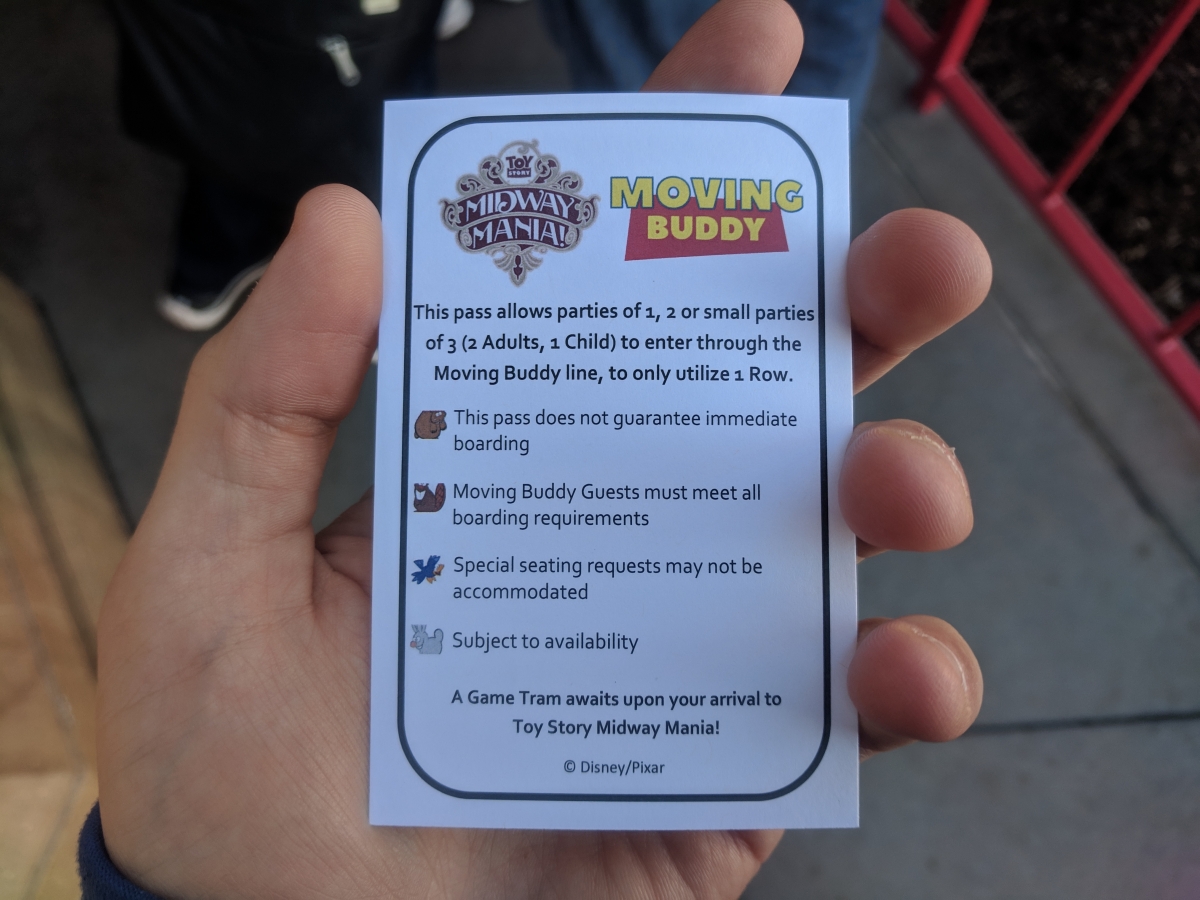 TOY
STORY
MIDWAY
MANIA!
MOVING
BUDDY
This pass allows parties of 1, 2 or small parties
of 3 (2 Adults, 1 Child) to enter through the
Moving Buddy line, to only utilize 1 Row.
This pass does not guarantee immediate
boarding
Moving Buddy Guests must meet all
boarding requirements
Special seating requests may not be
accommodated
Subject to availability
A Game Tram awaits upon your arrival to
Toy Story Midway Mania!
© Disney/Pixar